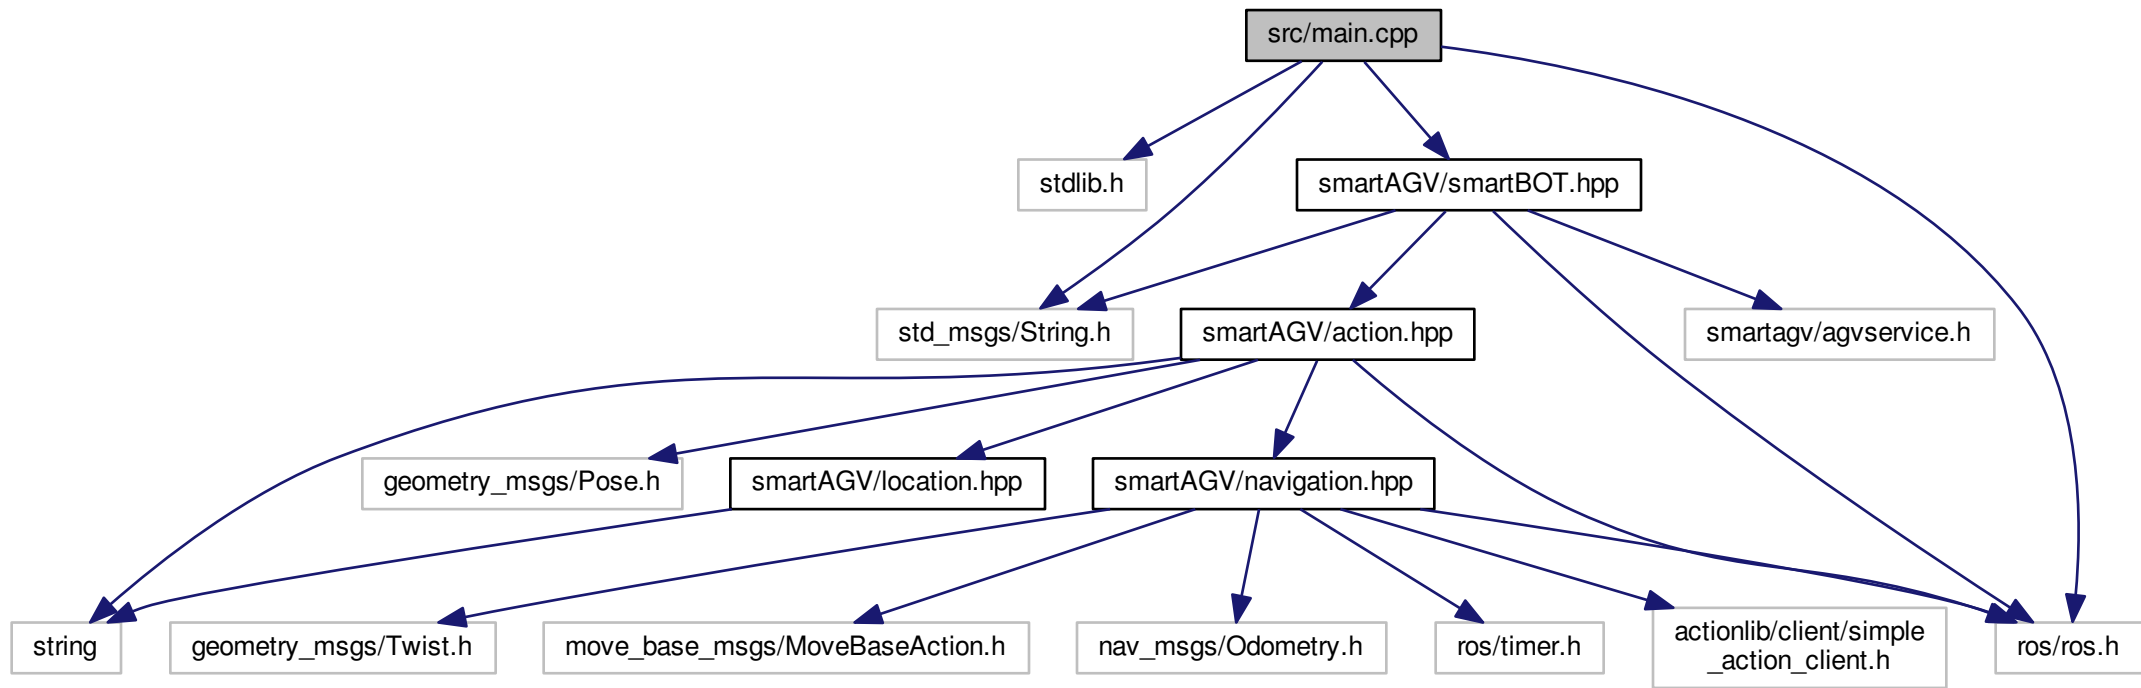 src/main.cpp
stdlib.h
smartAGV/smartBOT.hpp
std_msgs/String.h
smartAGV/action.hpp
smartagv/agvservice.h
geometry_msgs/Pose.h
smartAGV/location.hpp
smartAGV/navigation.hpp
string
geometry_msgs/Twist.h
move_base_msgs/MoveBaseAction.h
nav_msgs/Odometry.h
ros/timer.h
actionlib/client/simple
_action_client.h
ros/ros.h